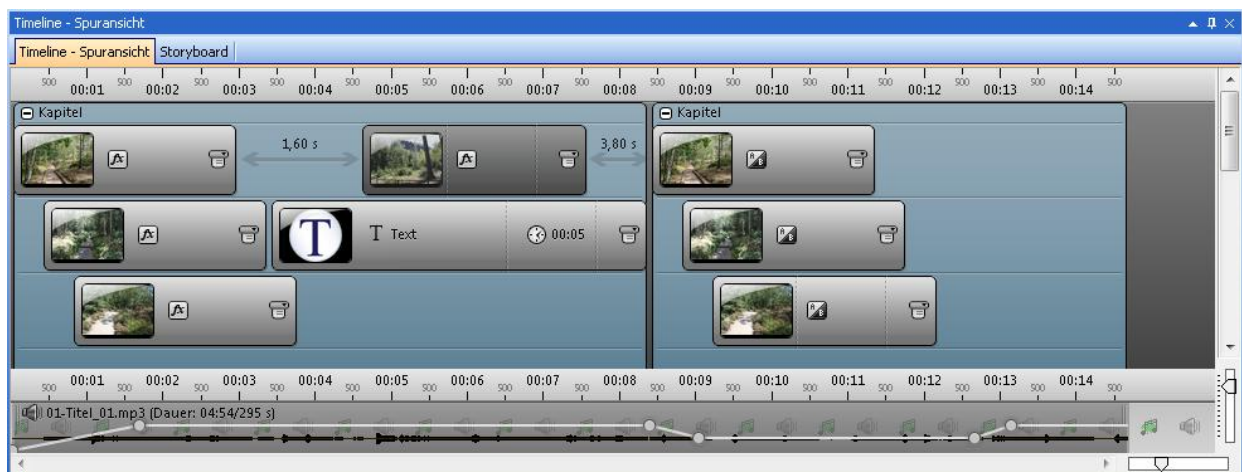 Timeline - Spuransicht
Timeline - Spuransicht Storyboard
500 00:01 500 00:02 500 00:03 500 00:04 500 00:05 500 00:06 500 00:07 500 00:08 500 00:09 500 00:10 500 00:11 500 00:12 500 00:13 500 00:14 500
Kapitel Kapitel
fx 1,60 s fx 3,80 s A B
fx T T Text 00:05 A B
fx A B
500 00:01 500 00:02 500 00:03 500 00:04 500 00:05 500 00:06 500 00:07 500 00:08 500 00:09 500 00:10 500 00:11 500 00:12 500 00:13 500 00:14 500
01-Titel_01.mp3 (Dauer: 04:54/295 s)